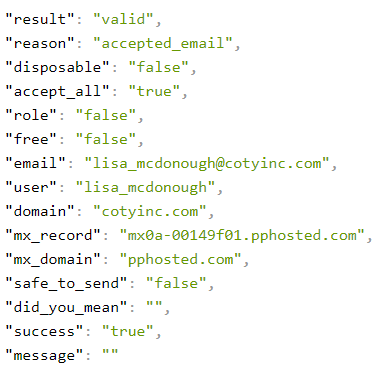 "result": "valid",
"reason": "accepted_email",
"disposable": "false",
"accept_all": "true",
"role": "false",
"free": "false",
"email": "lisa_mcdonough@cotyinc.com",
"user": "lisa_mcdonough",
"domain": "cotyinc.com",
"mx_record": "mx0a-00149f01.pphosted.com",
"mx_domain": "pphosted.com",
"safe_to_send": "false",
"did_you_mean": "",
"success": "true",
"message": ""